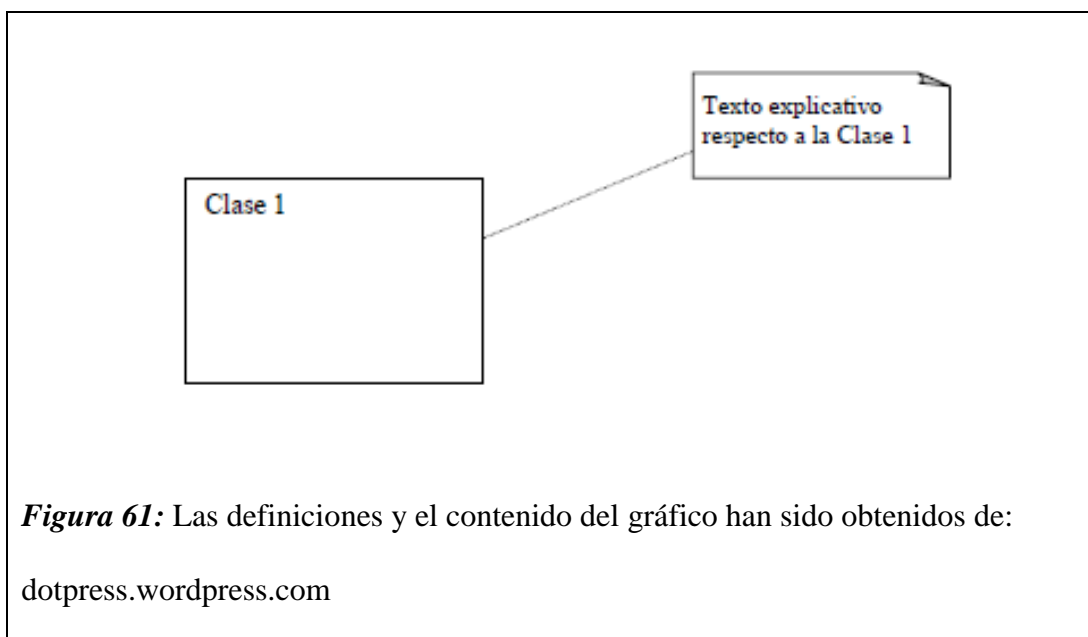 Texto explicativo
respecto a la Clase 1
Clase 1
Figura 61: Las definiciones y el contenido del gráfico han sido obtenidos de:
dotpress.wordpress.com